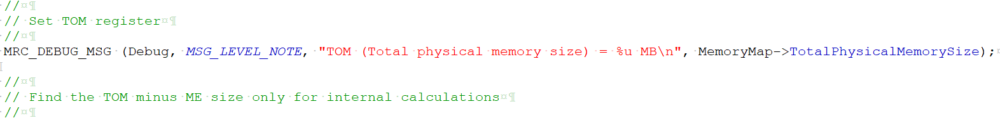 //
// Set TOM register
//
MRC_DEBUG_MSG (Debug, MSG_LEVEL_NOTE, "TOM (Total physical memory size) = %u MB\n", MemoryMap->TotalPhysicalMemorySize);

//
// Find the TOM minus ME size only for internal calculations
//